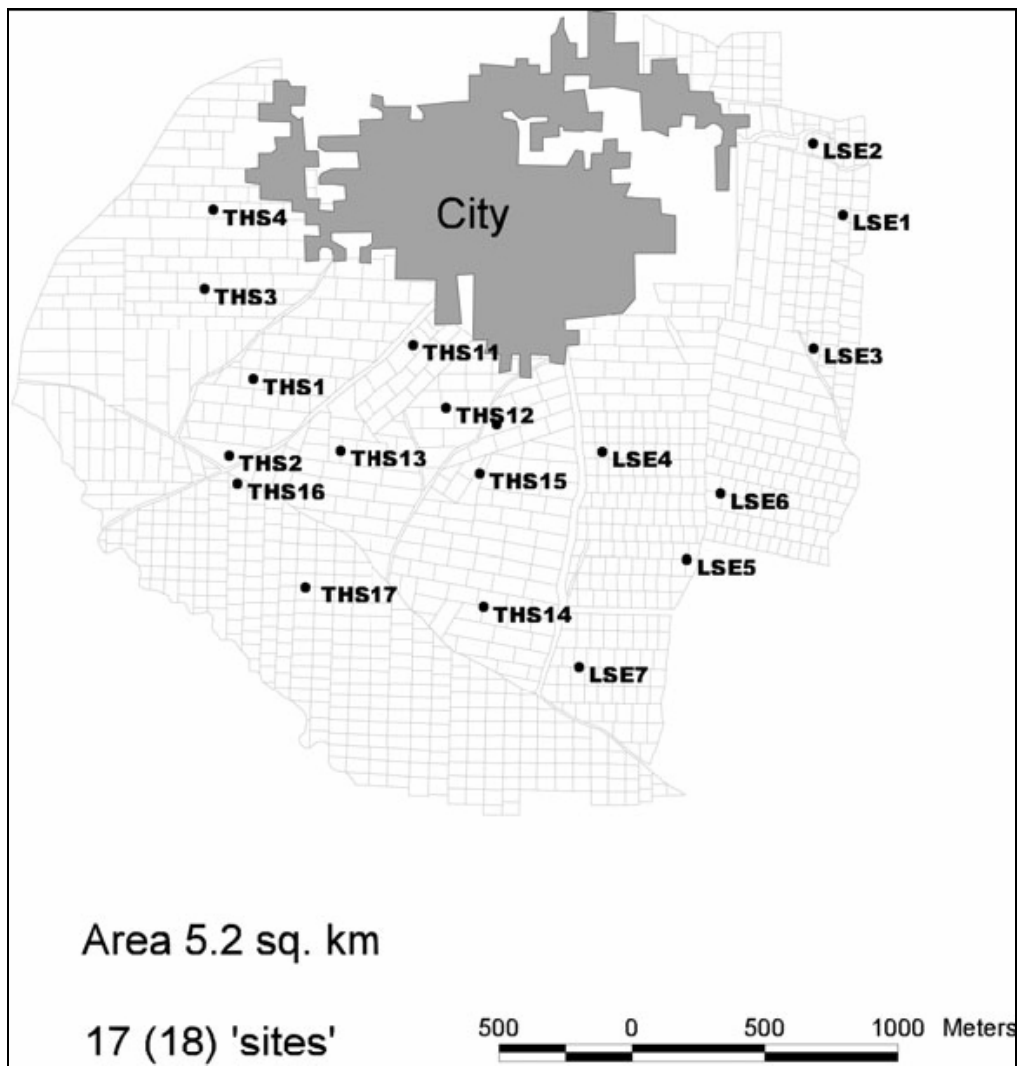 LSE2
THS4
City
LSE1
THS3
THS11
LSE3
THS1
THS12
THS2
THS13
LSE4
THS15
THS16
LSE6
LSE5
THS17
THS14
LSE7
Area 5.2 sq. km
17 (18) 'sites'
500 0 500 1000 Meters